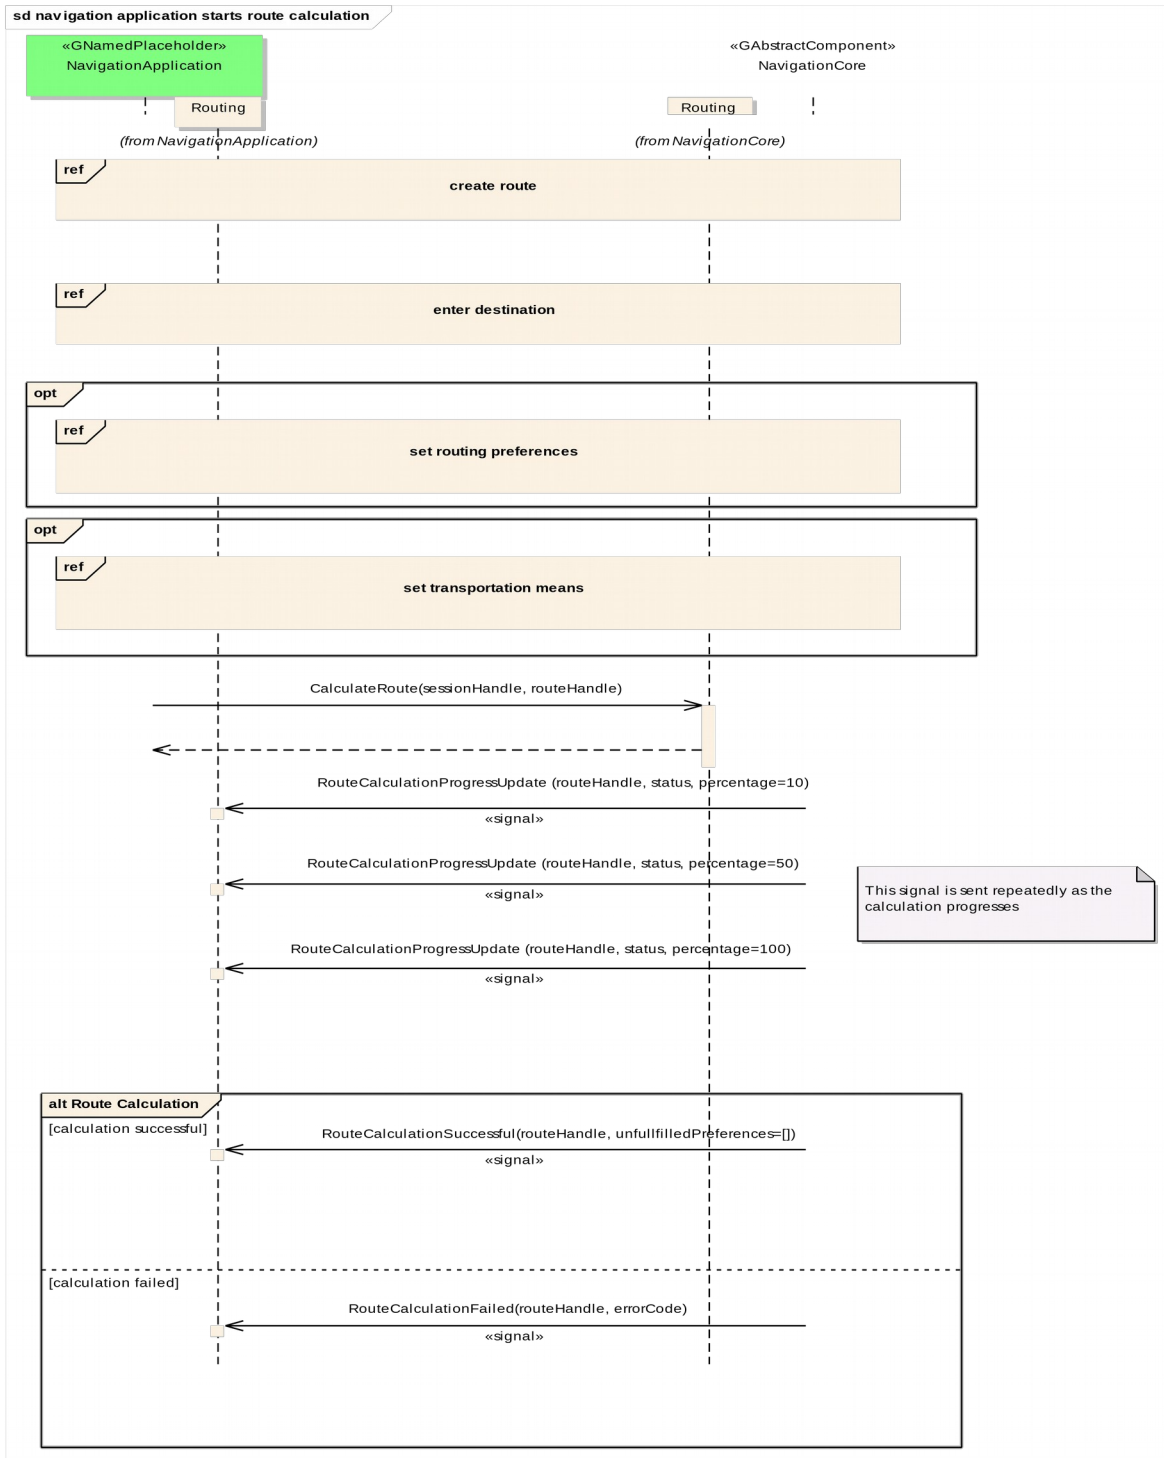 sd navigation application starts route calculation
«GNamedPlaceholder»
NavigationApplication
«GAbstractComponent»
NavigationCore
Routing
Routing
(from NavigationApplication)
(from NavigationCore)
ref
create route
ref
enter destination
opt
ref
set routing preferences
opt
ref
set transportation means
CalculateRoute(sessionHandle, routeHandle)
RouteCalculationProgressUpdate (routeHandle, status, percentage=10)
«signal»
RouteCalculationProgressUpdate (routeHandle, status, percentage=50)
«signal»
This signal is sent repeatedly as the
calculation progresses
RouteCalculationProgressUpdate (routeHandle, status, percentage=100)
«signal»
alt Route Calculation
[calculation successful]
RouteCalculationSuccessful(routeHandle, unfullfilledPreferences=[])
«signal»
[calculation failed]
RouteCalculationFailed(routeHandle, errorCode)
«signal»